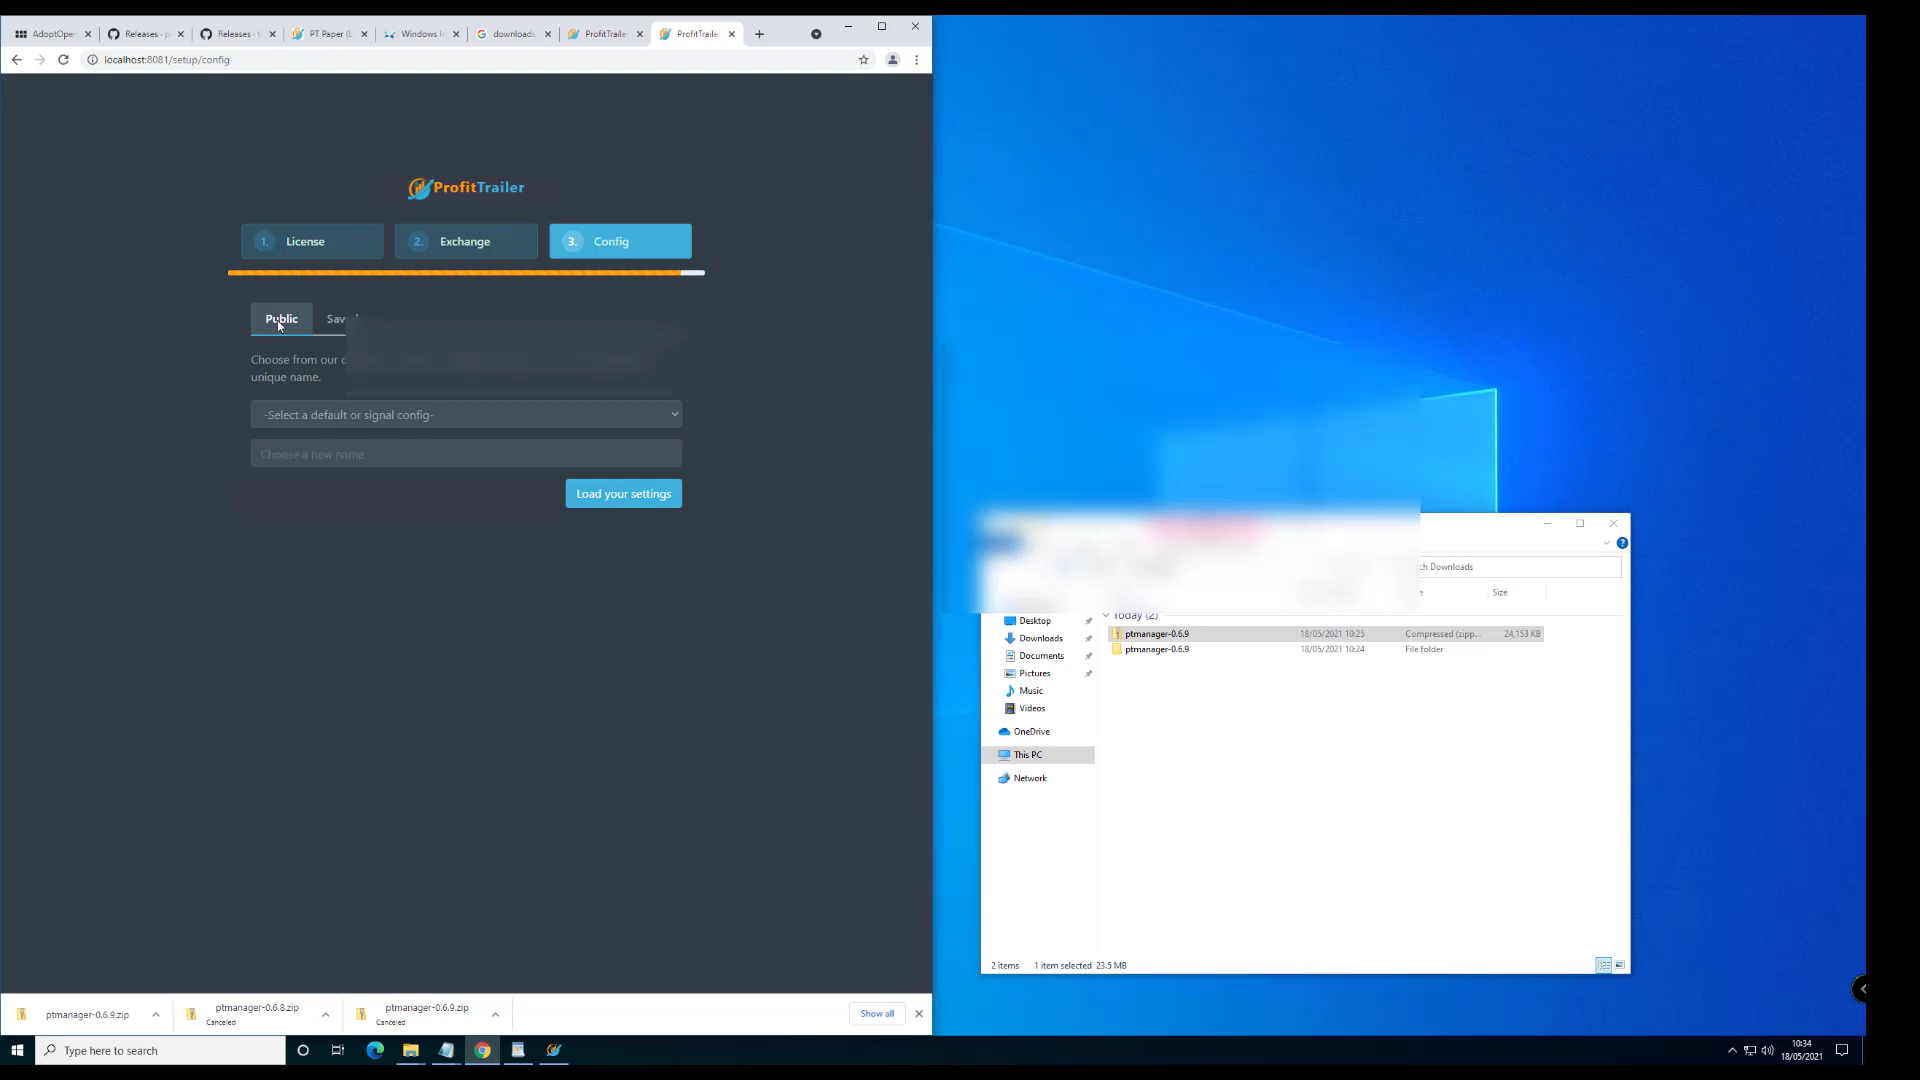 AdoptOpe
Releases · p
Releases · t
PT Paper (L
Windows I
downloads
ProfitTraile
ProfitTraile
localhost:8081/setup/config
ProfitTrailer
1. License
2. Exchange
3. Config
Public
Choose from our
unique name.
-Select a default or signal config-
Choose a new name
Load your settings
ch Downloads
Size
Today (2)
Desktop
Downloads
Documents
Pictures
Music
Videos
OneDrive
This PC
Network
ptmanager-0.6.9 18/05/2021 10:25 Compressed (zipp... 24,153 KB
ptmanager-0.6.9 18/05/2021 10:24 File folder
2 items 1 item selected 23.5 MB
ptmanager-0.6.9.zip
ptmanager-0.6.8.zip
Canceled
ptmanager-0.6.9.zip
Canceled
Show all
Type here to search
10:34
18/05/2021